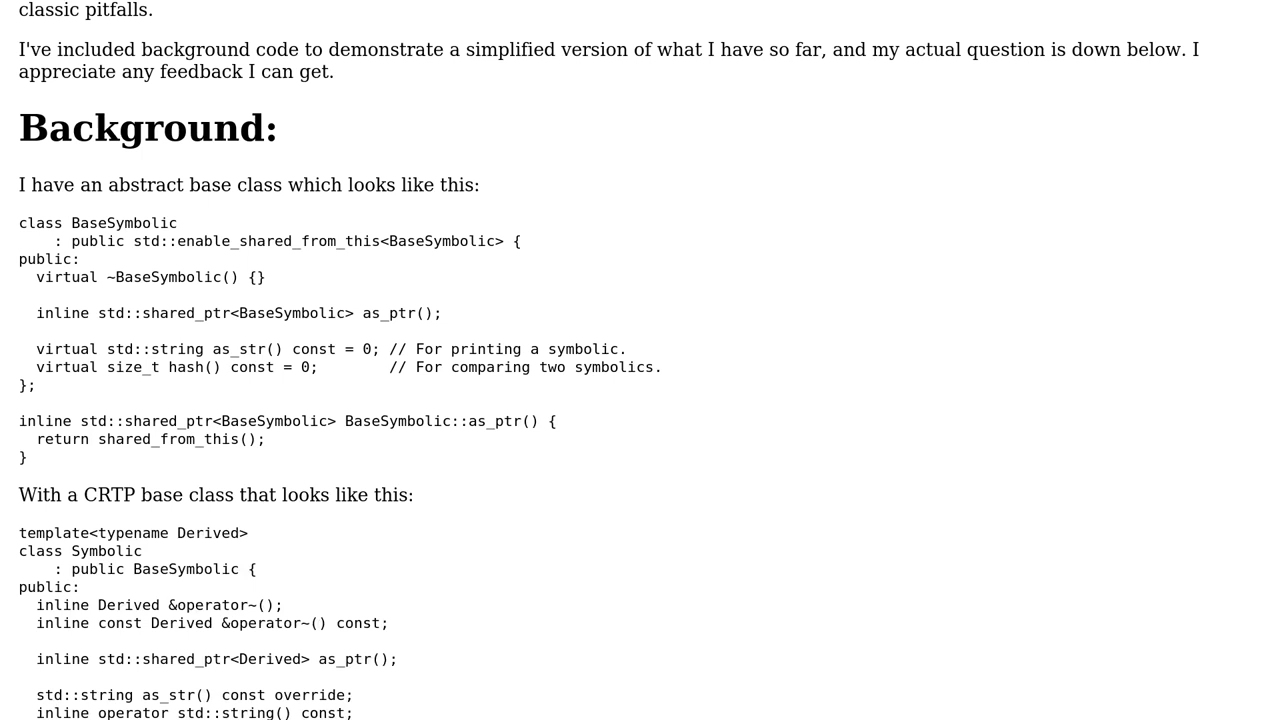 classic pitfalls.
I've included background code to demonstrate a simplified version of what I have so far, and my actual question is down below. I
appreciate any feedback I can get.
Background:
I have an abstract base class which looks like this:
class BaseSymbolic
    : public std::enable_shared_from_this<BaseSymbolic> {
public:
  virtual ~BaseSymbolic() {}

  inline std::shared_ptr<BaseSymbolic> as_ptr();

  virtual std::string as_str() const = 0; // For printing a symbolic.
  virtual size_t hash() const = 0;        // For comparing two symbolics.
};

inline std::shared_ptr<BaseSymbolic> BaseSymbolic::as_ptr() {
  return shared_from_this();
}
With a CRTP base class that looks like this:
template<typename Derived>
class Symbolic
    : public BaseSymbolic {
public:
  inline Derived &operator~();
  inline const Derived &operator~() const;

  inline std::shared_ptr<Derived> as_ptr();

  std::string as_str() const override;
  inline operator std::string() const;